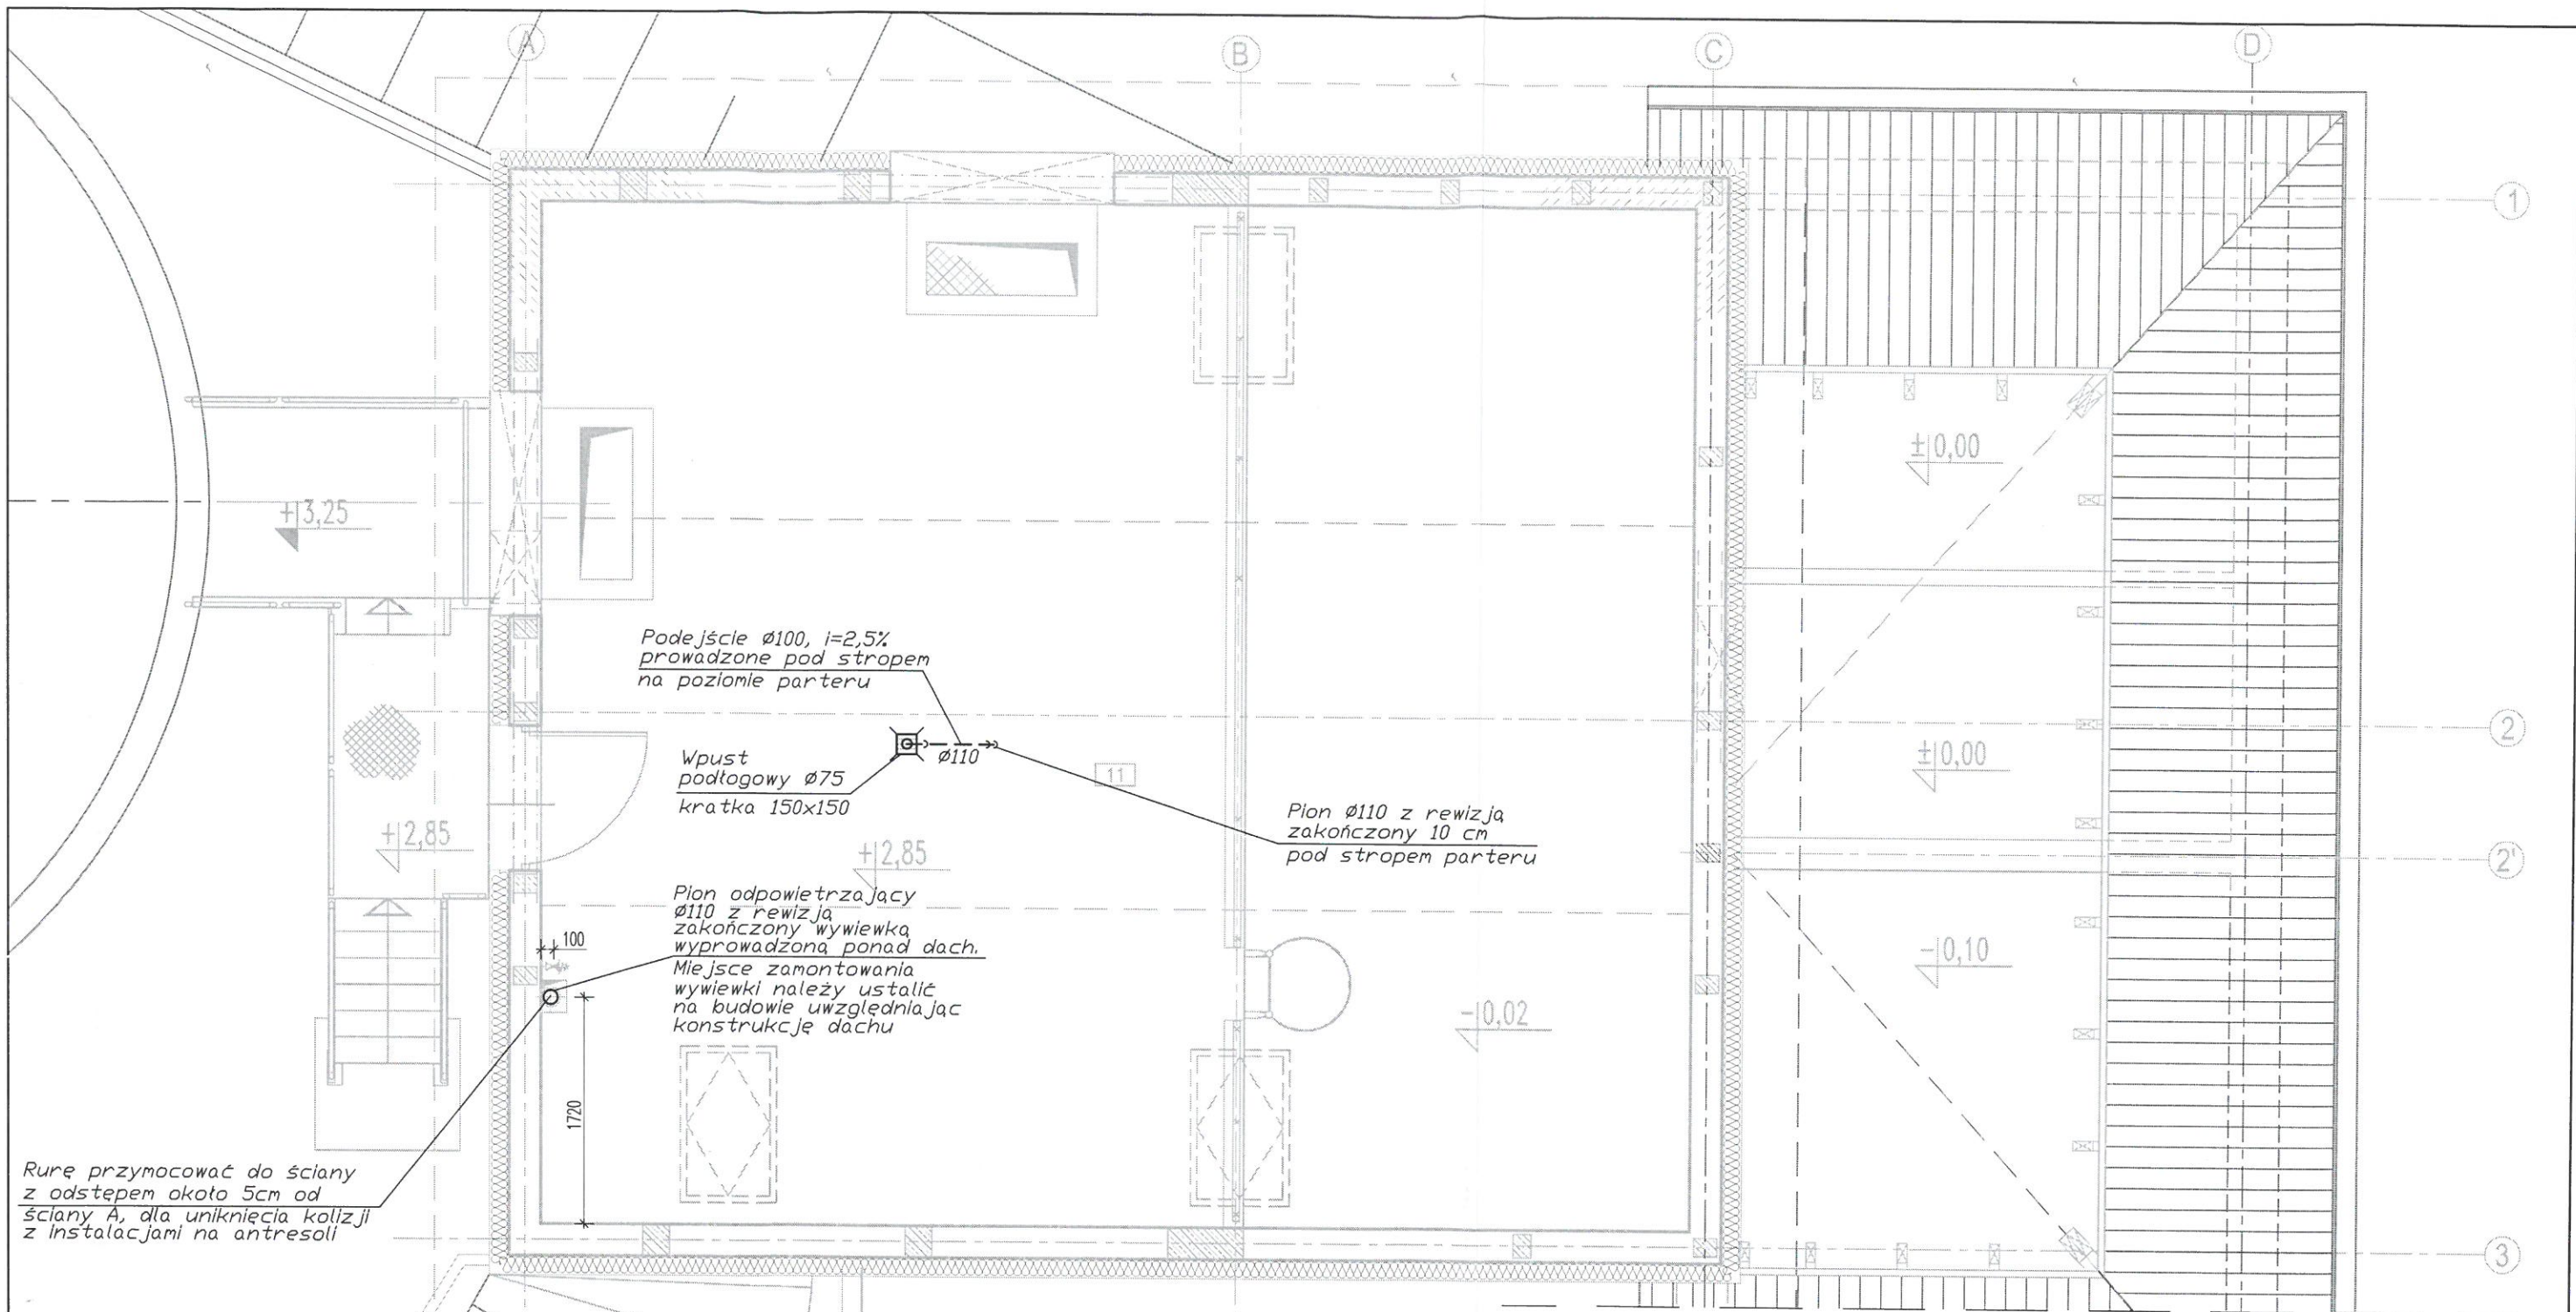 A
B
C
D
1
±0,00
+3,25
Podejście ø100, i=2,5%
prowadzone pod stropem
na poziomie parteru
2
Wpust
podłogowy ø75
kratka 150x150
ø110
11
±0,00
Pion ø110 z rewizją
zakończony 10 cm
pod stropem parteru
+2,85
+2,85
2'
Pion odpowietrzający
ø110 z rewizją
zakończony wywiewką
wyprowadzoną ponad dach.
Miejsce zamontowania
wywiewki należy ustalić
na budowie uwzględniając
konstrukcję dachu
100
-0,10
-0,02
1720
Rurę przymocować do ściany
z odstępem około 5cm od
ściany A, dla uniknięcia kolizji
z instalacjami na antresoli
3